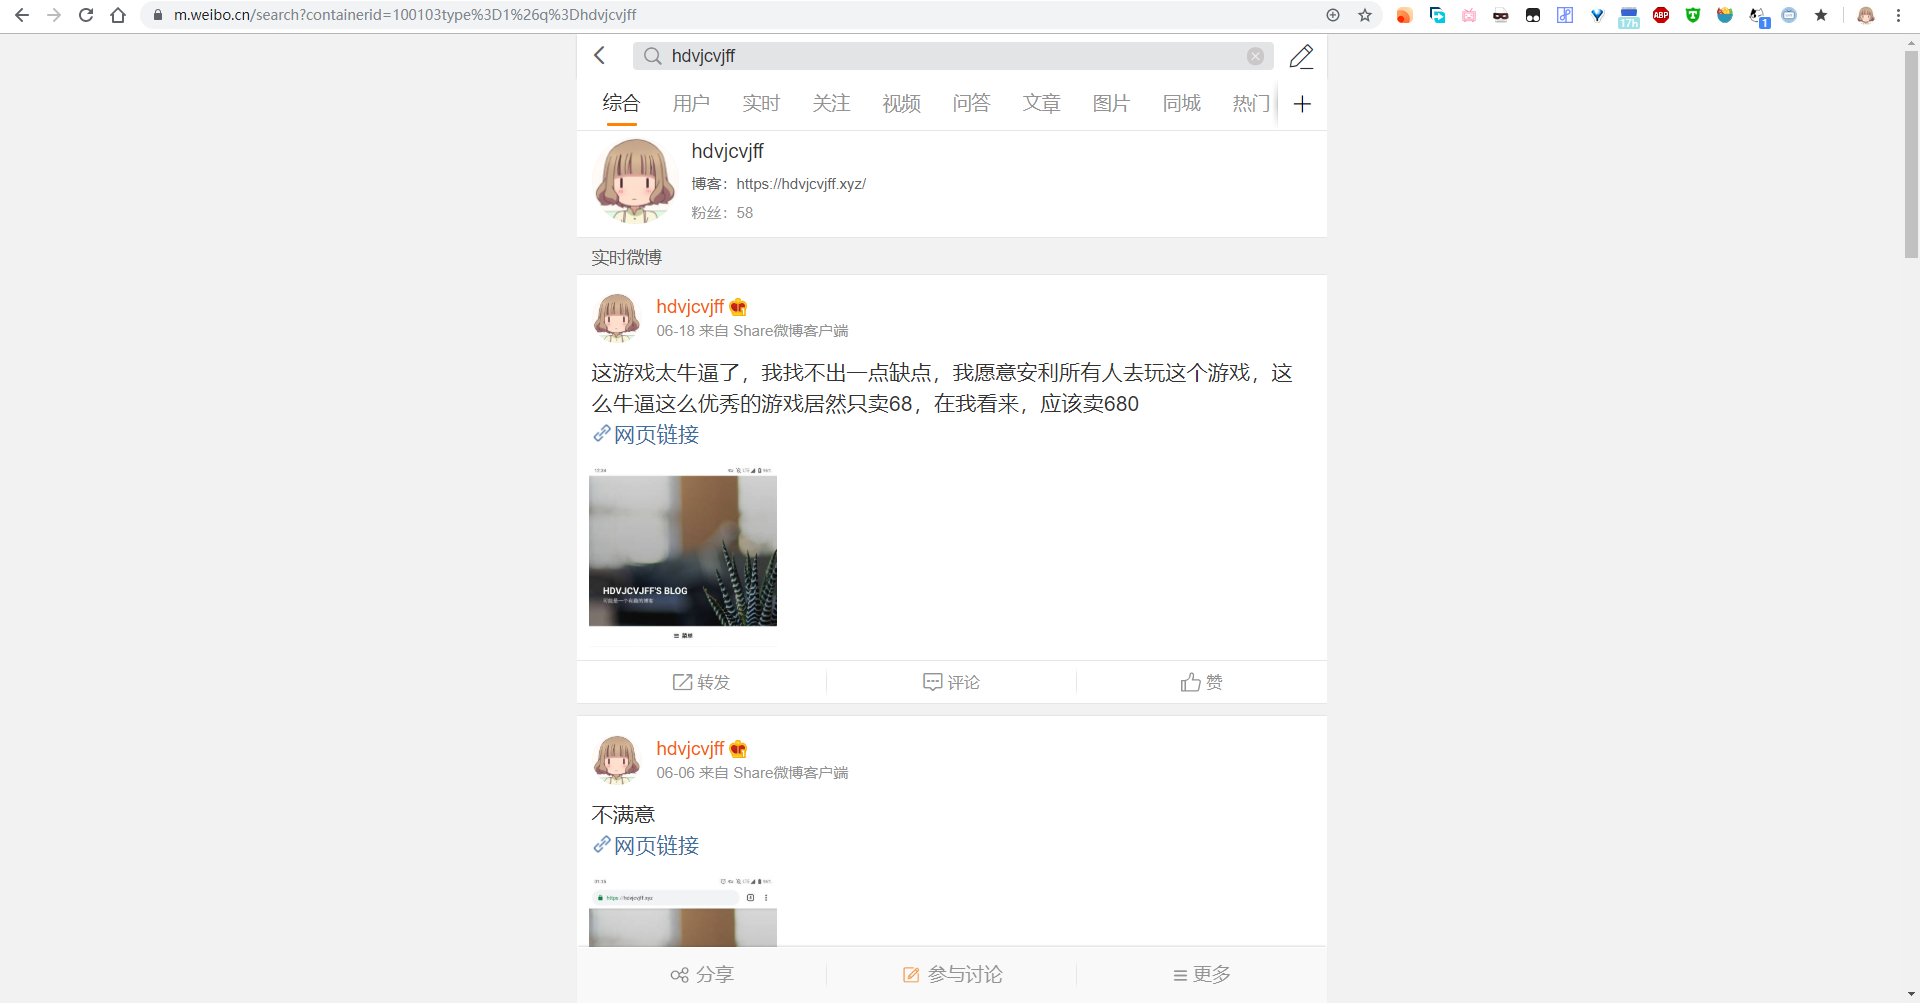 m.weibo.cn/search?containerid=100103type%3D1%26q%3Dhdvjcvjff
17h
ABP
1
hdvjcvjff
综合 用户 实时 关注 视频 问答 文章 图片 同城 热门
hdvjcvjff
博客：https://hdvjcvjff.xyz/
粉丝：58
实时微博
hdvjcvjff
06-18 来自 Share微博客户端
这游戏太牛逼了，我找不出一点缺点，我愿意安利所有人去玩这个游戏，这
么牛逼这么优秀的游戏居然只卖68，在我看来，应该卖680
网页链接
HDVJCVJFF'S BLOG
菜单
转发 评论 赞
hdvjcvjff
06-06 来自 Share微博客户端
不满意
网页链接
https://hdvjcvjff.xyz
分享 参与讨论 更多